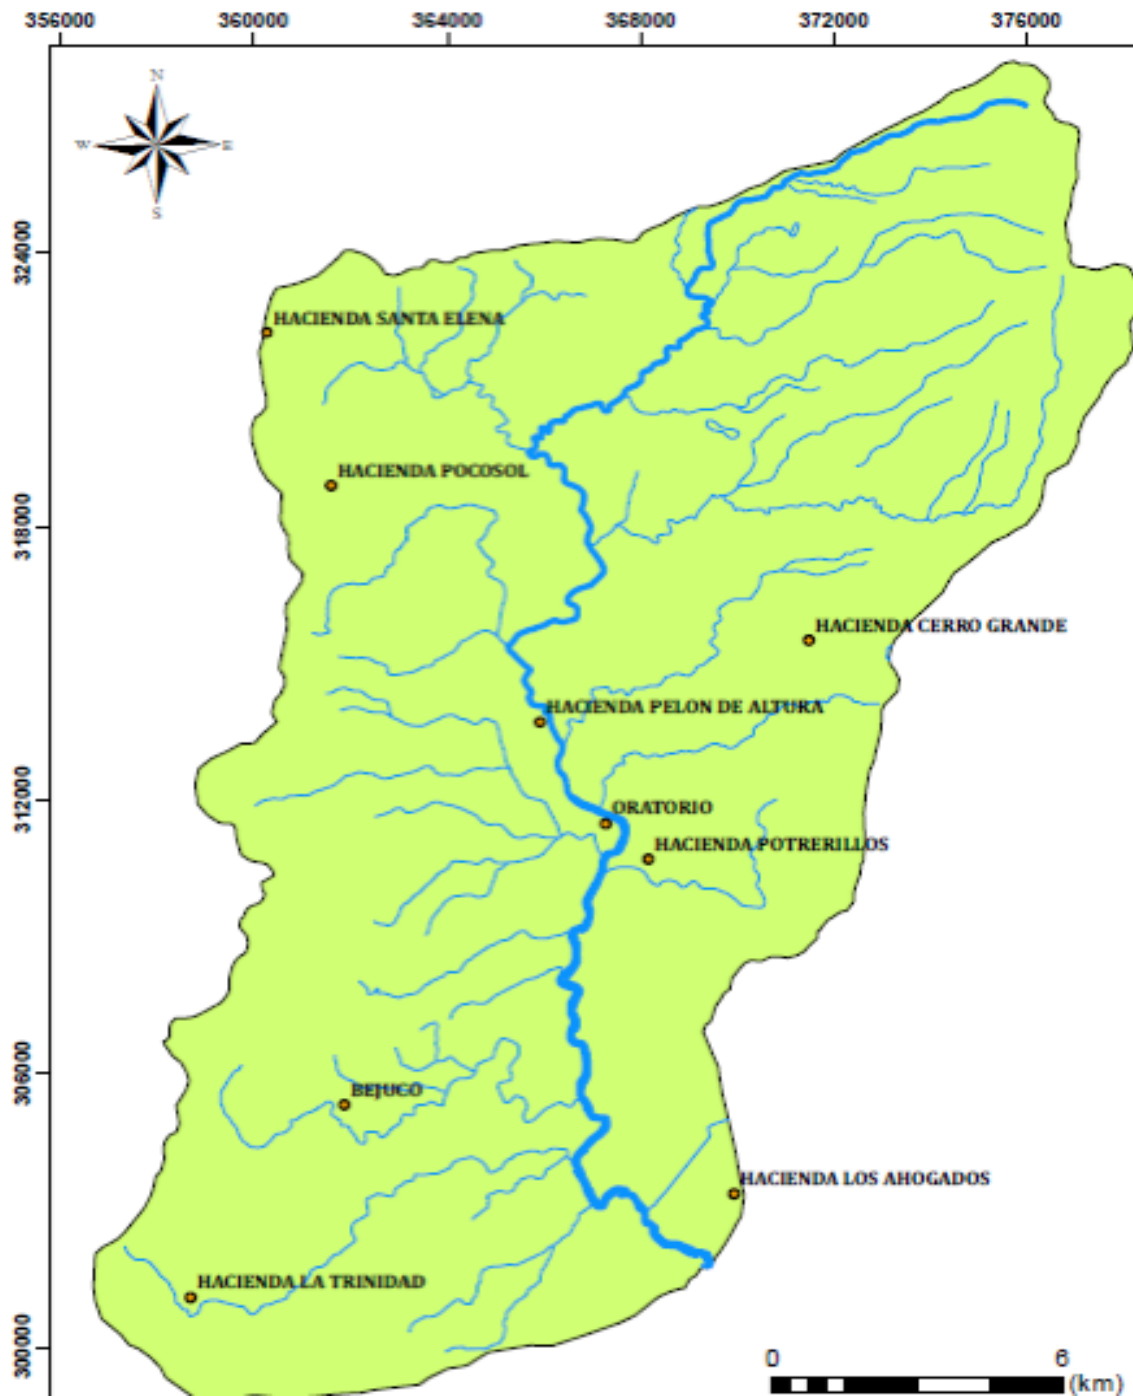 356000 360000 364000 368000 372000 376000
N
W E
S
324000
HACIENDA SANTA ELENA
HACIENDA POCOSOL
318000
HACIENDA CERRO GRANDE
HACIENDA PELON DE ALTURA
312000
ORATORIO
HACIENDA POTRERILLOS
306000
BEJUCO
HACIENDA LOS AHOGADOS
HACIENDA LA TRINIDAD
300000
0 6
(km)